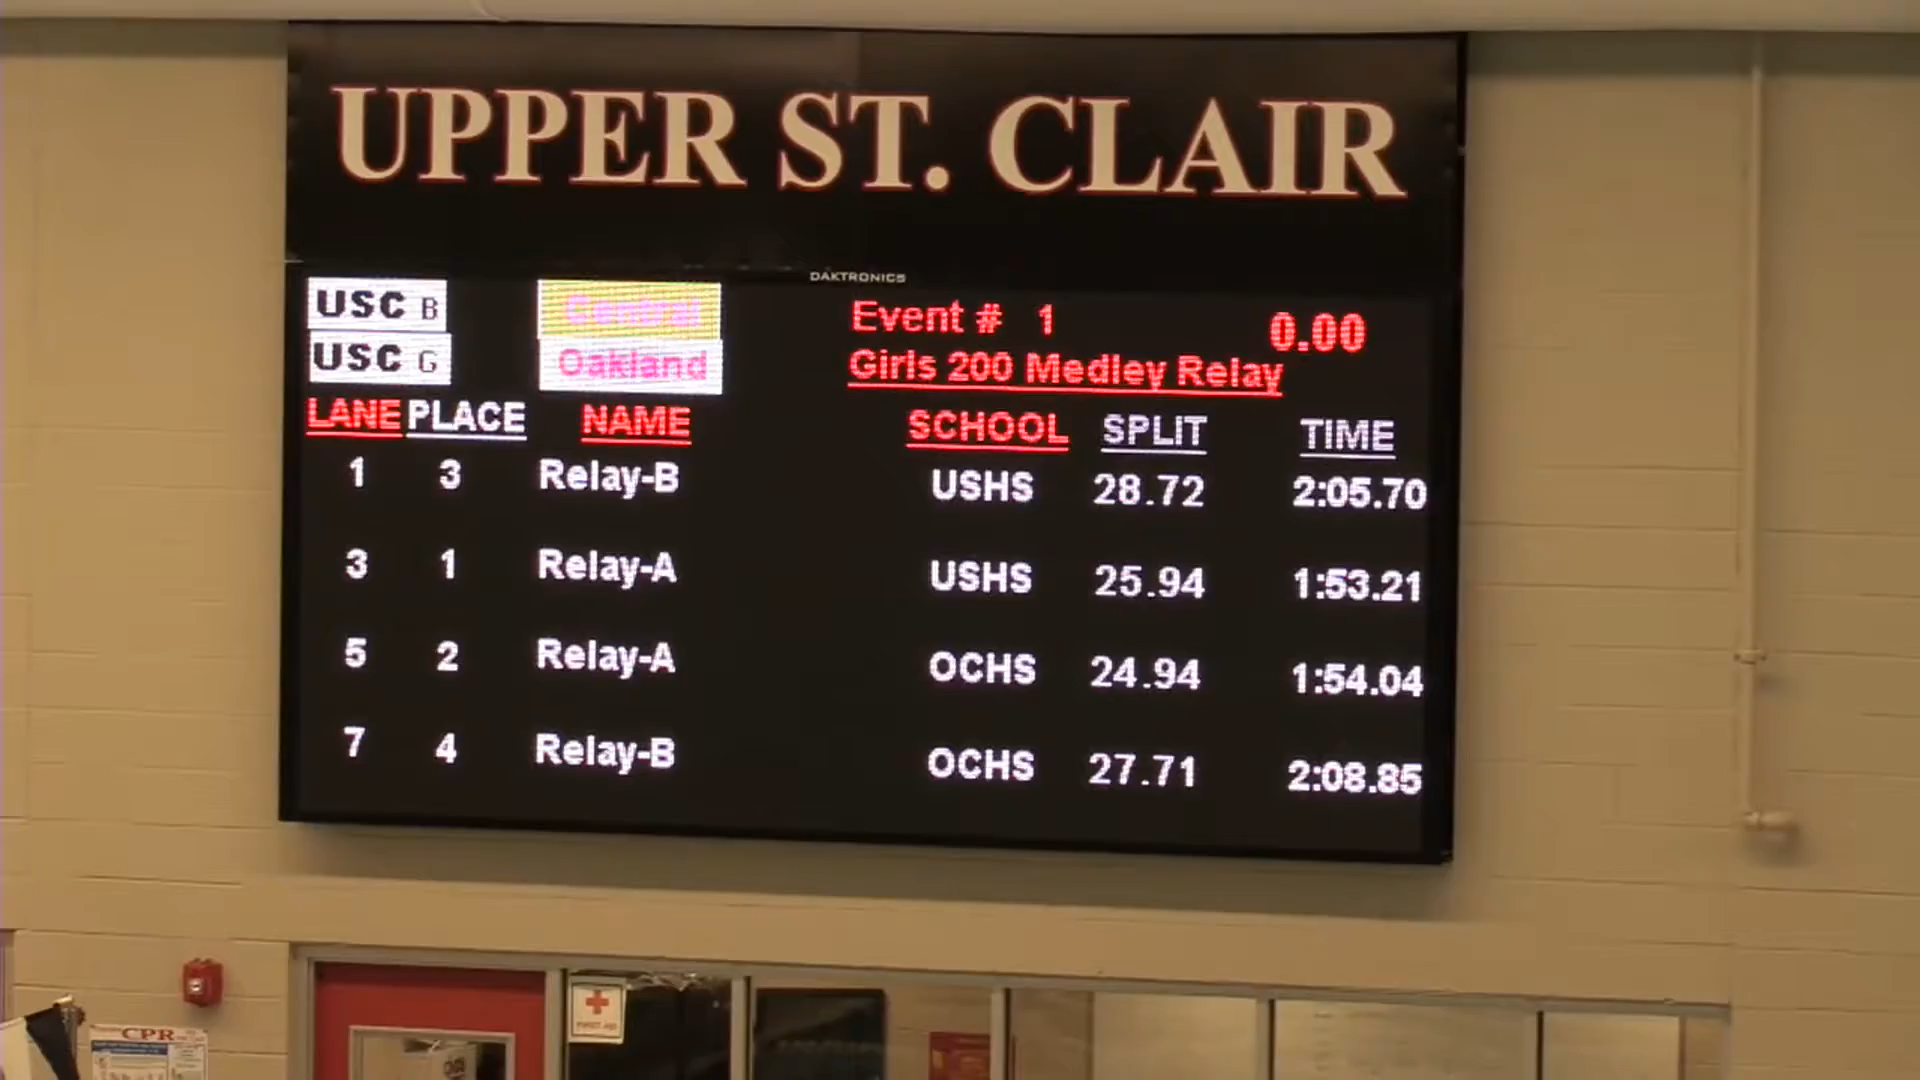 UPPER ST. CLAIR
DAKTRONICS
USC B Central Event # 1 0.00
USC G Oakland Girls 200 Medley Relay
LANE PLACE NAME SCHOOL SPLIT TIME
1 3 Relay-B USHS 28.72 2:05.70
3 1 Relay-A USHS 25.94 1:53.21
5 2 Relay-A OCHS 24.94 1:54.04
7 4 Relay-B OCHS 27.71 2:08.85
FIRST AID
CPR